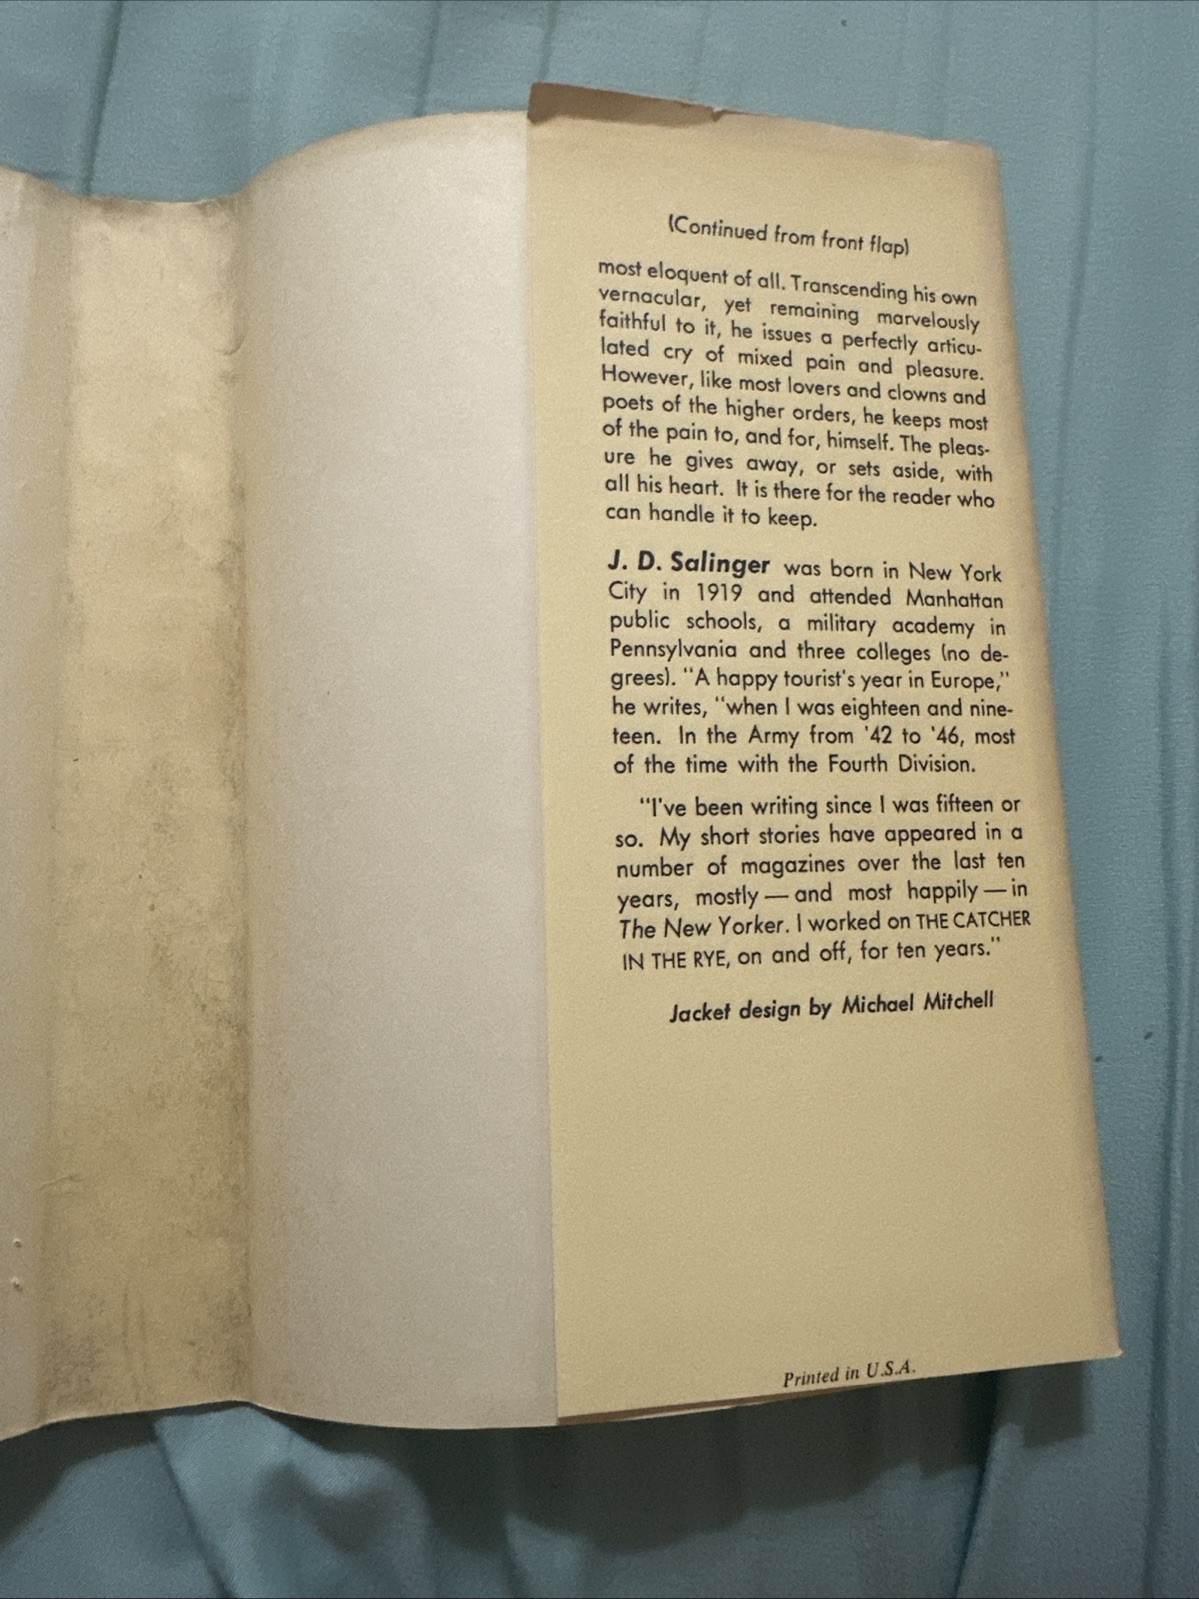 (Continued from front flap)
most eloquent of all. Transcending his own
vernacular, yet remaining marvelously
faithful to it, he issues a perfectly articu-
lated cry of mixed pain and pleasure.
However, like most lovers and clowns and
poets of the higher orders, he keeps most
of the pain to, and for, himself. The pleas-
ure he gives away, or sets aside, with
all his heart. It is there for the reader who
can handle it to keep.
J. D. Salinger was born in New York
City in 1919 and attended Manhattan
public schools, a military academy in
Pennsylvania and three colleges (no de-
grees). "A happy tourist's year in Europe,"
he writes, "when I was eighteen and nine-
teen. In the Army from '42 to '46, most
of the time with the Fourth Division.
"I've been writing since I was fifteen or
so. My short stories have appeared in a
number of magazines over the last ten
years, mostly — and most happily — in
The New Yorker. I worked on THE CATCHER
IN THE RYE, on and off, for ten years."
Jacket design by Michael Mitchell
Printed in U.S.A.